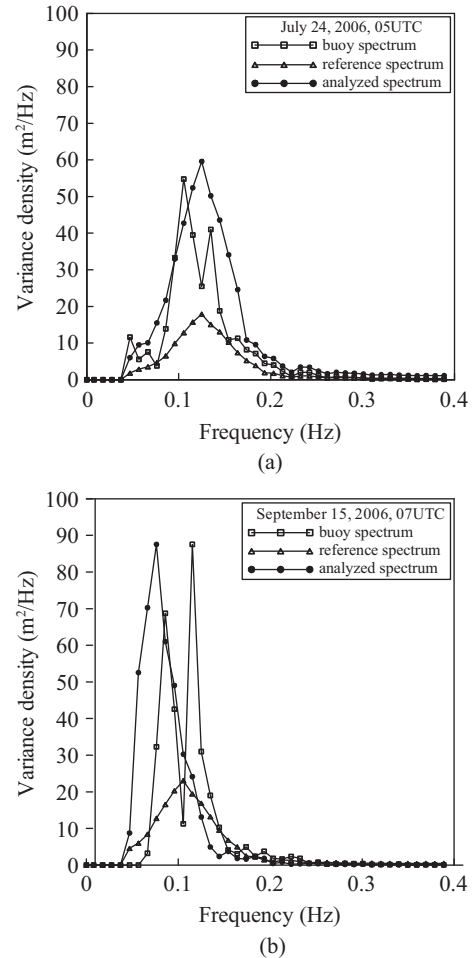 100
90
80
70
60
50
40
30
20
10
0
Variance density (m²/Hz)
July 24, 2006, 05UTC
buoy spectrum
reference spectrum
analyzed spectrum
0 0.1 0.2 0.3 0.4
Frequency (Hz)
(a)
100
90
80
70
60
50
40
30
20
10
0
Variance density (m²/Hz)
September 15, 2006, 07UTC
buoy spectrum
reference spectrum
analyzed spectrum
0 0.1 0.2 0.3 0.4
Frequency (Hz)
(b)